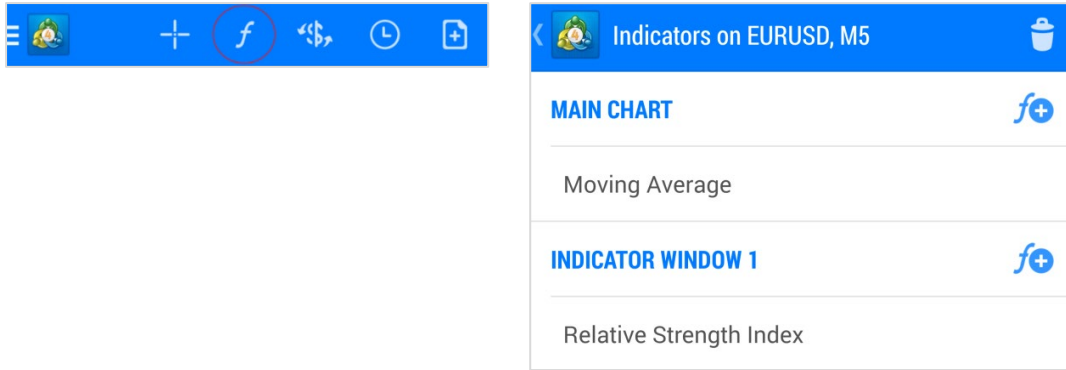 Indicators on EURUSD, M5
MAIN CHART
Moving Average
INDICATOR WINDOW 1
Relative Strength Index